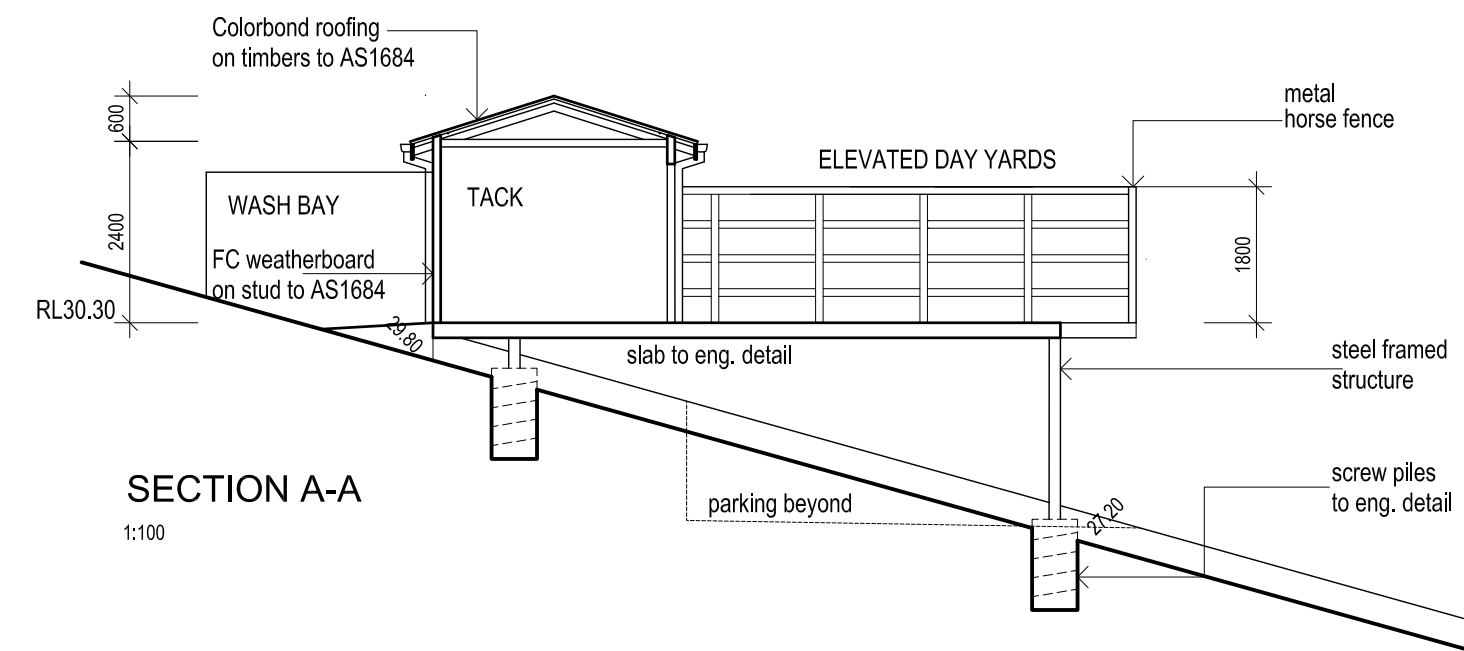 Colorbond roofing
on timbers to AS1684
600
metal
horse fence
ELEVATED DAY YARDS
WASH BAY
TACK
2400
1800
FC weatherboard
on stud to AS1684
RL30.30
29.80
slab to eng. detail
steel framed
structure
SECTION A-A
1:100
parking beyond
27.20
screw piles
to eng. detail